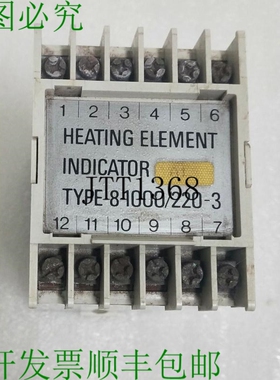 图必究
1 2 3 4 5 6
HEATING ELEMENT
INDICATOR
JTT1368
TYPE 81000/220-3
12 11 10 9 8 7
开发票顺丰包邮